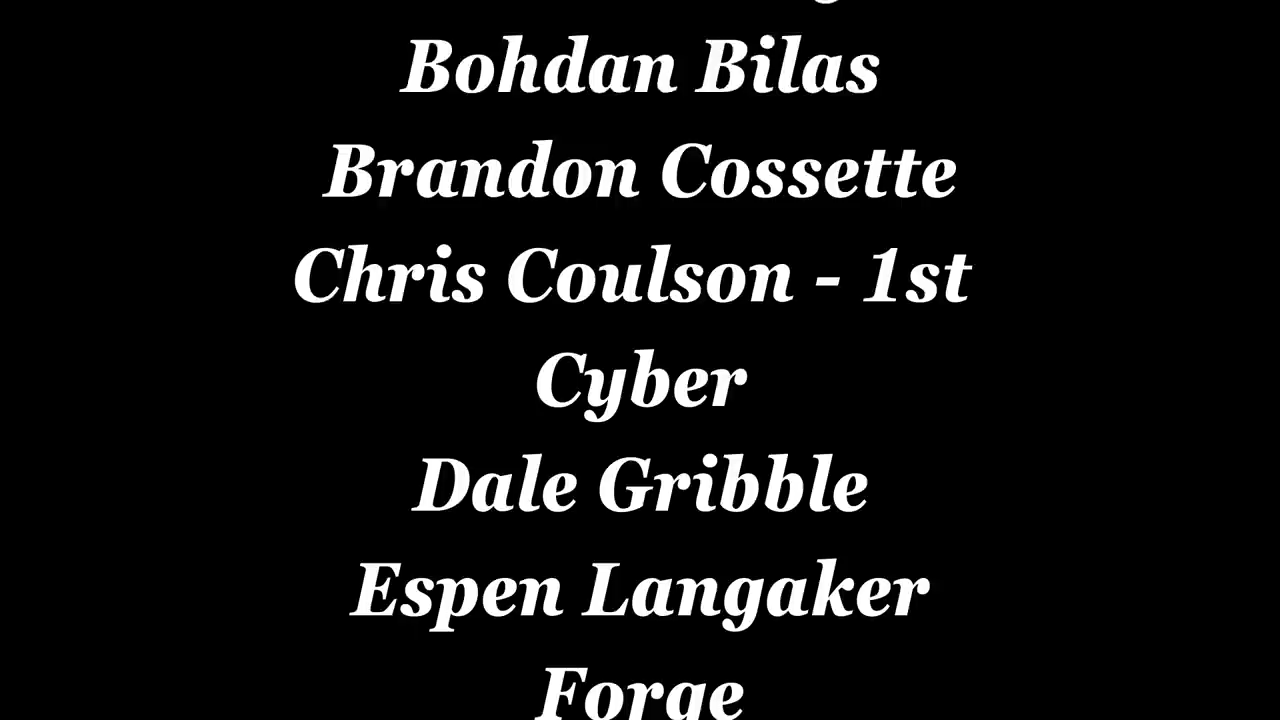 Bohdan Bilas
Brandon Cossette
Chris Coulson - 1st
Cyber
Dale Gribble
Espen Langaker
Forge